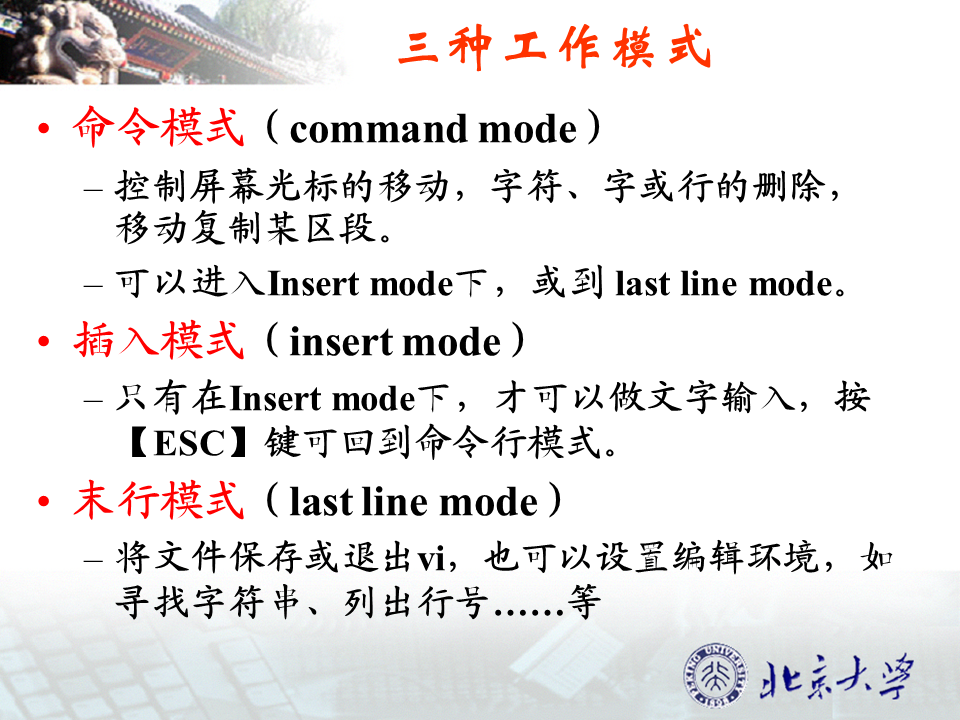 三种工作模式
• 命令模式（command mode）
– 控制屏幕光标的移动，字符、字或行的删除，
移动复制某区段。
– 可以进入Insert mode下，或到 last line mode。
• 插入模式（insert mode）
– 只有在Insert mode下，才可以做文字输入，按
【ESC】键可回到命令行模式。
• 末行模式（last line mode）
– 将文件保存或退出vi，也可以设置编辑环境，如
寻找字符串、列出行号……等
PEKING UNIVERSITY
1898
北京大学